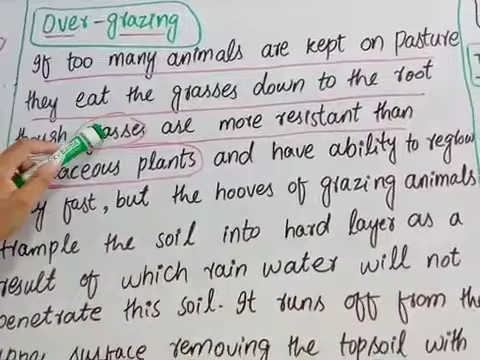 Over-grazing
If too many animals are kept on pasture
they eat the grasses down to the root
asses are more resistant than
aceous plants and have ability to reglow
y fast, but the hooves of grazing animals
trample the soil into hard layer as a
result of which rain water will not
penetrate this soil. It runs off from the
surface removing the topsoil with